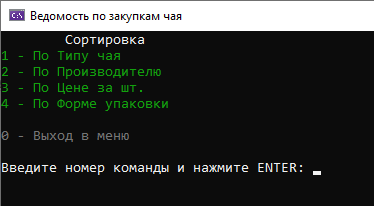 Ведомость по закупкам чая
Сортировка
1 - По Типу чая
2 - По Производителю
3 - По Цене за шт.
4 - По Форме упаковки
0 - Выход в меню
Введите номер команды и нажмите ENTER: